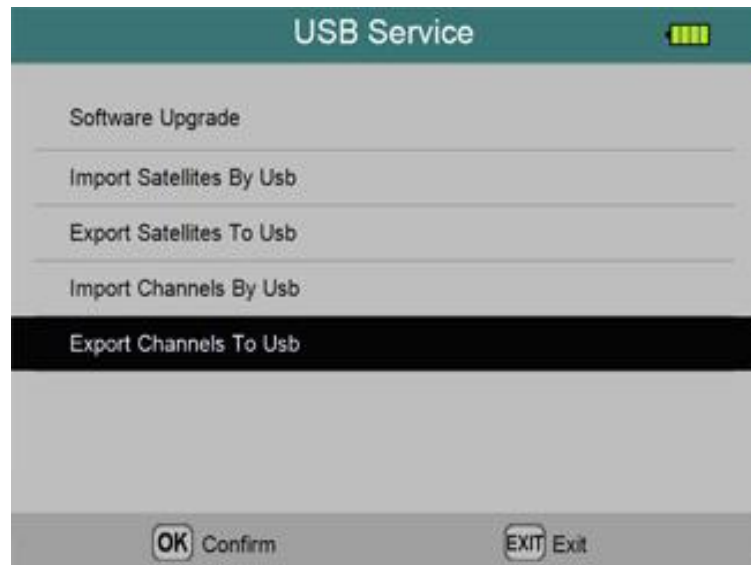 USB Service
Software Upgrade
Import Satellites By Usb
Export Satellites To Usb
Import Channels By Usb
Export Channels To Usb
OK Confirm
EXIT Exit